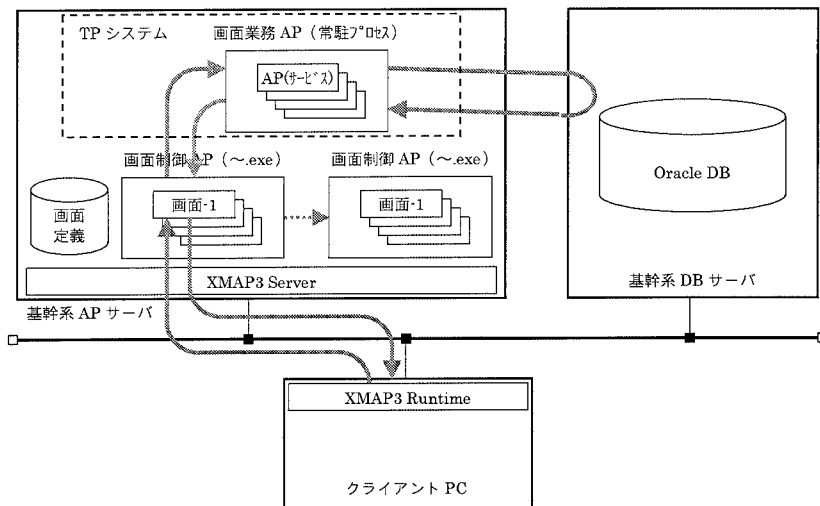 TP システム
画面業務 AP（常駐ﾌﾟﾛｾｽ）
AP(ｻｰﾋﾞｽ)
画面制御 AP（～.exe）
画面制御 AP（～.exe）
画面
定義
画面-1
画面-1
XMAP3 Server
基幹系 AP サーバ
Oracle DB
基幹系 DB サーバ
XMAP3 Runtime
クライアント PC